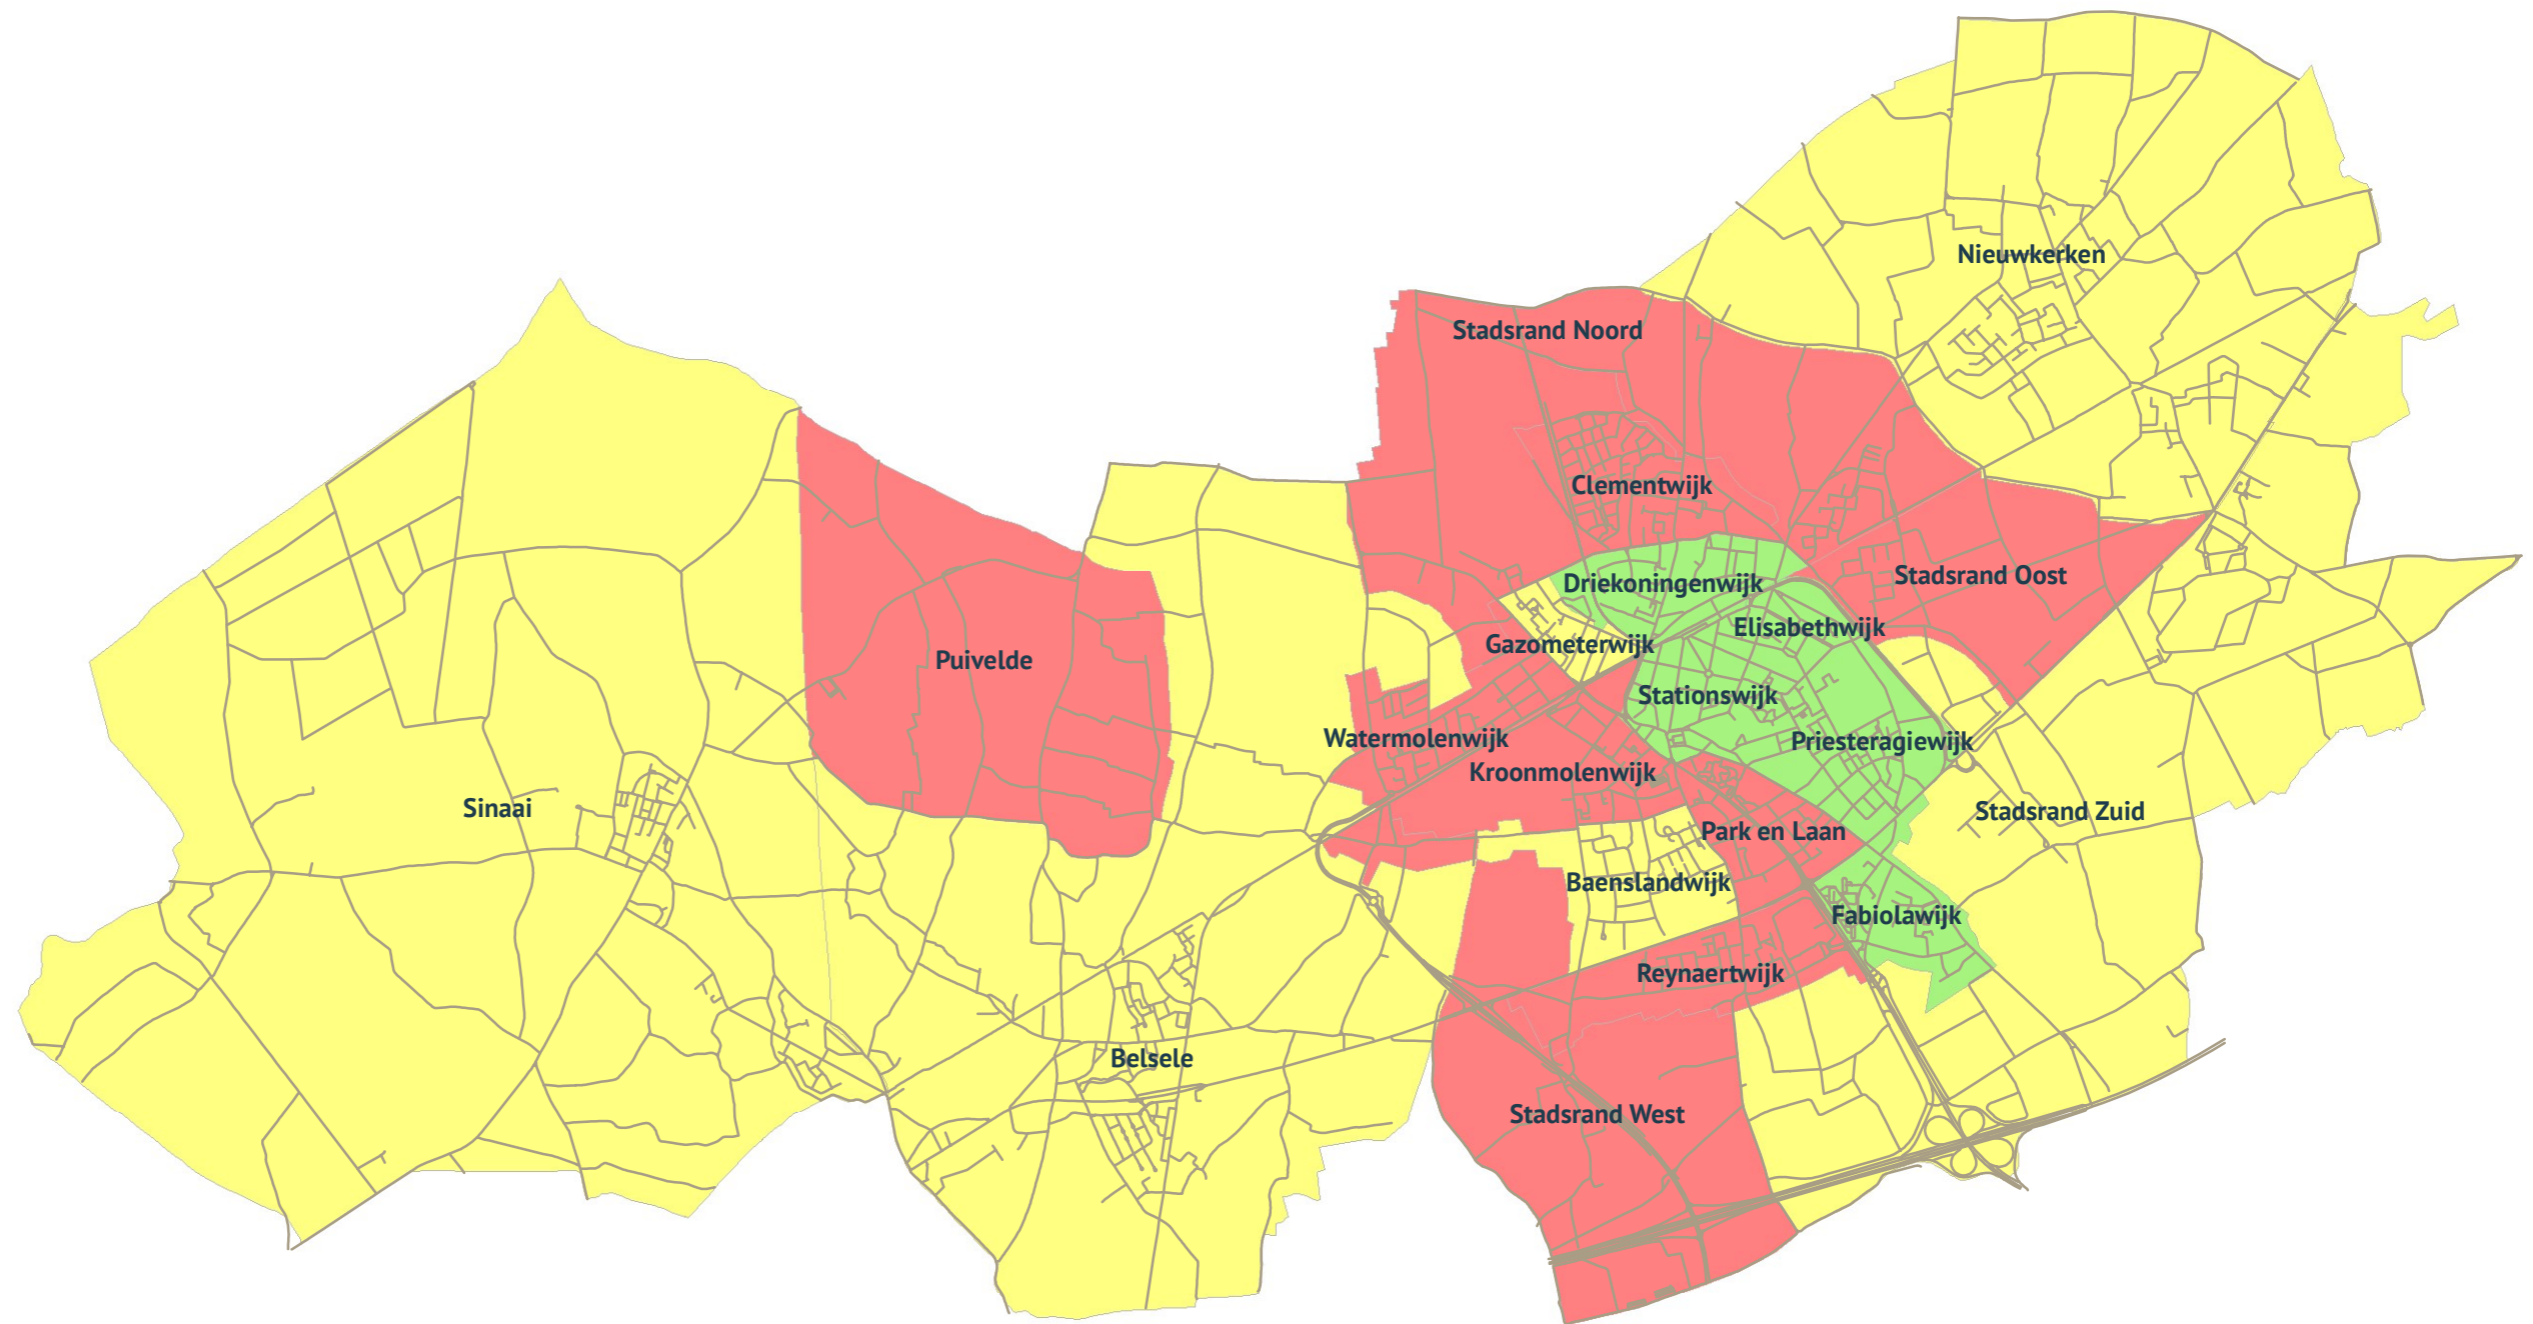 Nieuwkerken
Stadsrand Noord
Clementwijk
Driekoningenwijk
Stadsrand Oost
Elisabethwijk
Gazometerwijk
Puivelde
Stationswijk
Watermolenwijk
Priesteragiewijk
Kroonmolenwijk
Sinaai
Stadsrand Zuid
Park en Laan
Baenslandwijk
Fabiolawijk
Reynaertwijk
Belsele
Stadsrand West